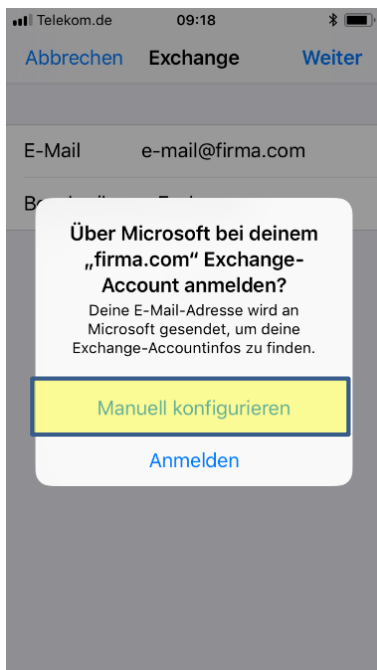 Telekom.de 09:18
Abbrechen Exchange Weiter
E-Mail e-mail@firma.com
Über Microsoft bei deinem
„firma.com“ Exchange-
Account anmelden?
Deine E-Mail-Adresse wird an
Microsoft gesendet, um deine
Exchange-Accountinfos zu finden.
Manuell konfigurieren
Anmelden